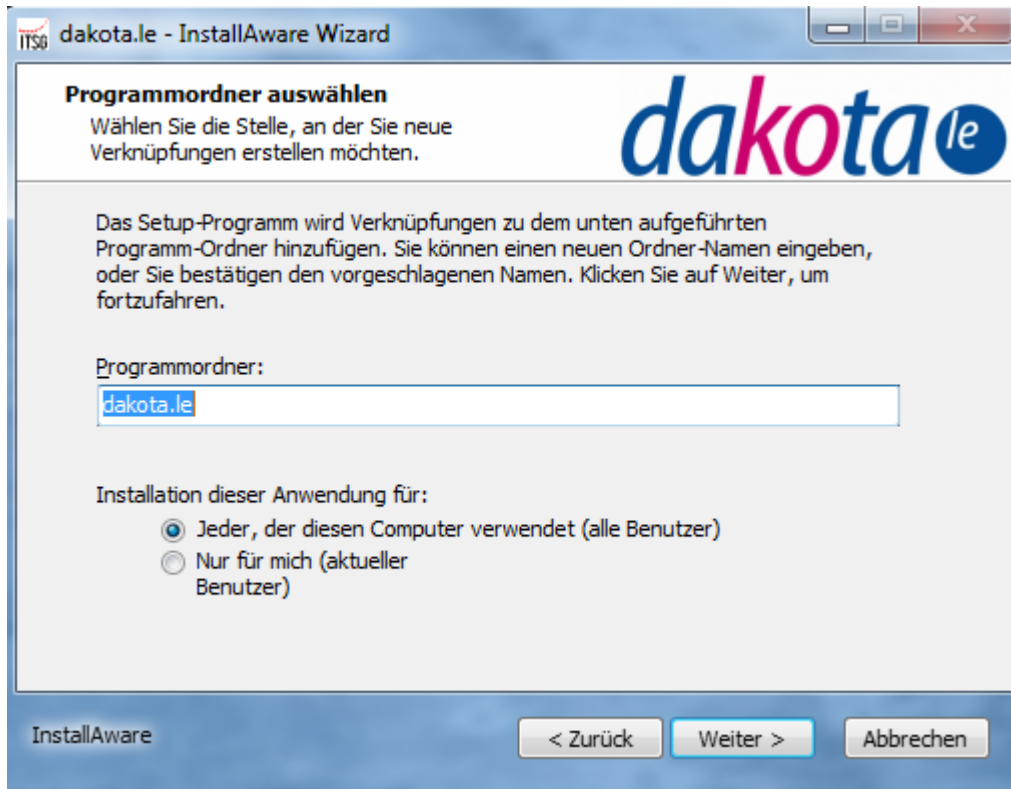 ITSG dakota.le - InstallAware Wizard
Programmordner auswählen
Wählen Sie die Stelle, an der Sie neue
Verknüpfungen erstellen möchten.
dakota le
Das Setup-Programm wird Verknüpfungen zu dem unten aufgeführten
Programm-Ordner hinzufügen. Sie können einen neuen Ordner-Namen eingeben,
oder Sie bestätigen den vorgeschlagenen Namen. Klicken Sie auf Weiter, um
fortzufahren.
Programmordner:
dakota.le
Installation dieser Anwendung für:
Jeder, der diesen Computer verwendet (alle Benutzer)
Nur für mich (aktueller
Benutzer)
InstallAware
< Zurück
Weiter >
Abbrechen